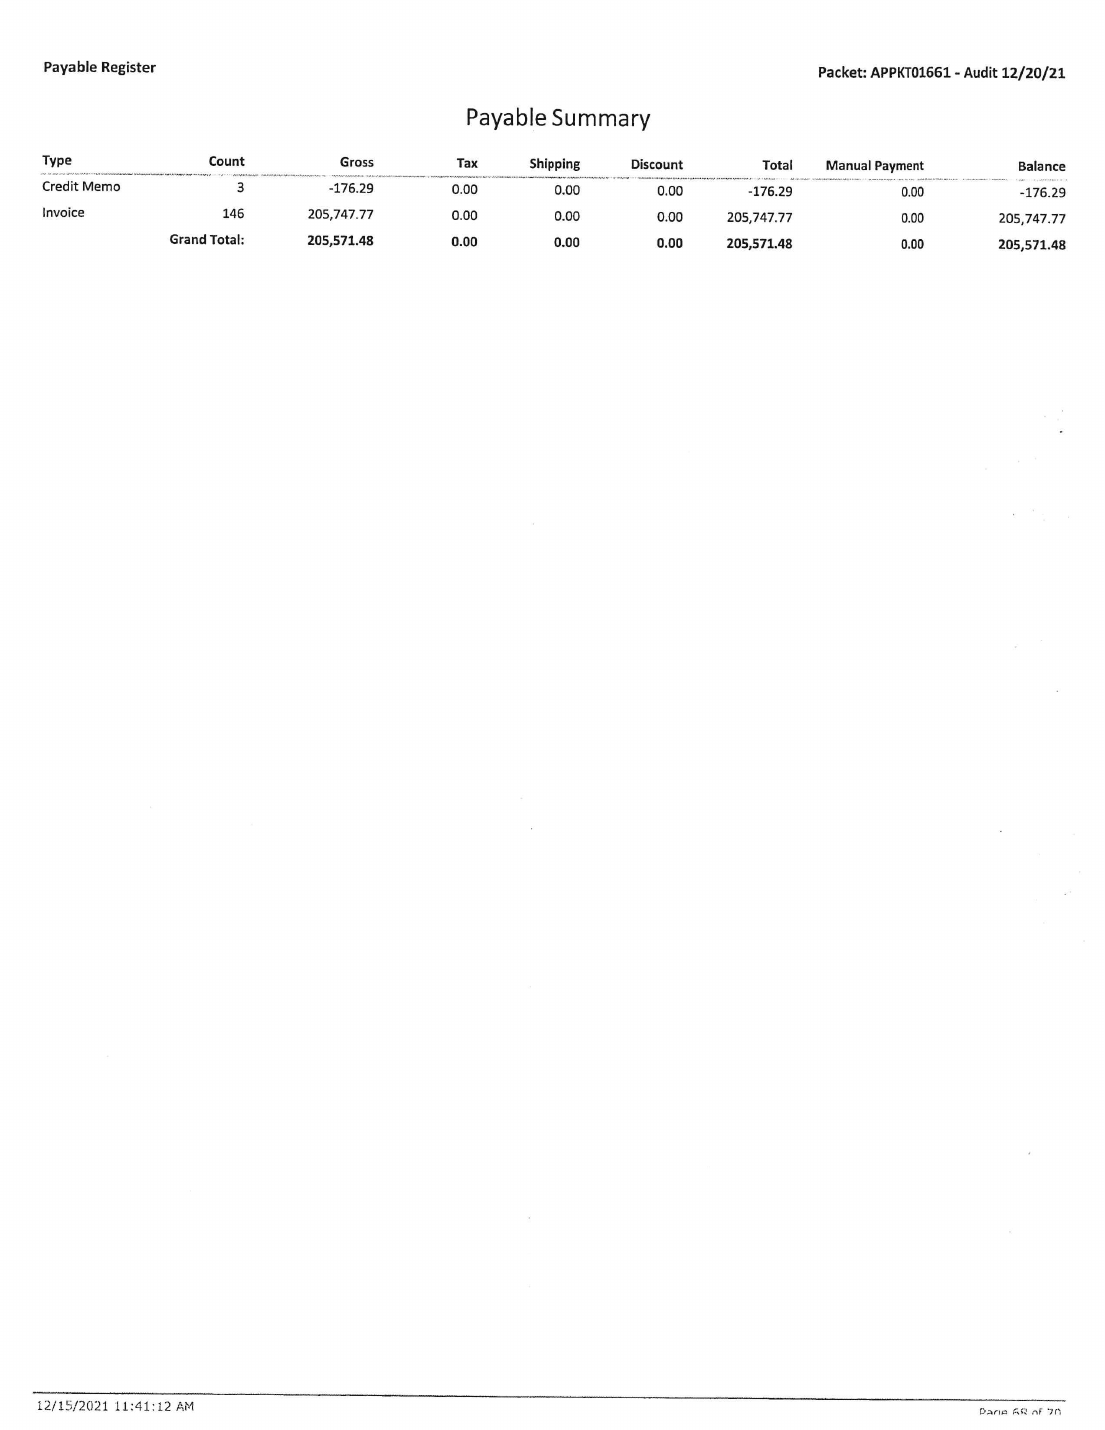 Payable Register
Packet: APPKT01661 - Audit 12/20/21
Payable Summary
Type Count Gross Tax Shipping Discount Total Manual Payment Balance
Credit Memo 3 -176.29 0.00 0.00 0.00 -176.29 0.00 -176.29
Invoice 146 205,747.77 0.00 0.00 0.00 205,747.77 0.00 205,747.77
Grand Total: 205,571.48 0.00 0.00 0.00 205,571.48 0.00 205,571.48
12/15/2021 11:41:12 AM
Page 68 of 70